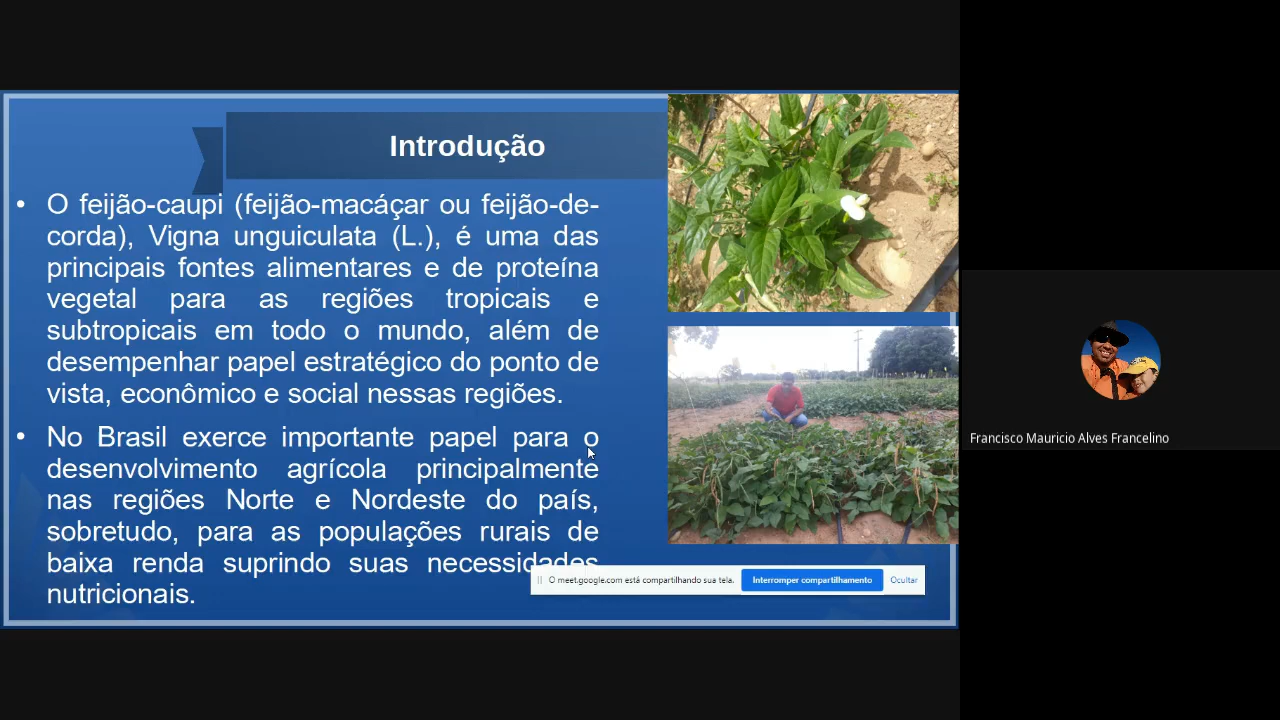 Introdução
• O feijão-caupi (feijão-macáçar ou feijão-de-
corda), Vigna unguiculata (L.), é uma das
principais fontes alimentares e de proteína
vegetal para as regiões tropicais e
subtropicais em todo o mundo, além de
desempenhar papel estratégico do ponto de
vista, econômico e social nessas regiões.
• No Brasil exerce importante papel para o
desenvolvimento agrícola principalmente
nas regiões Norte e Nordeste do país,
sobretudo, para as populações rurais de
baixa renda suprindo suas necessidades
nutricionais.
O meet.google.com está compartilhando sua tela. Interromper compartilhamento Ocultar
Francisco Mauricio Alves Francelino